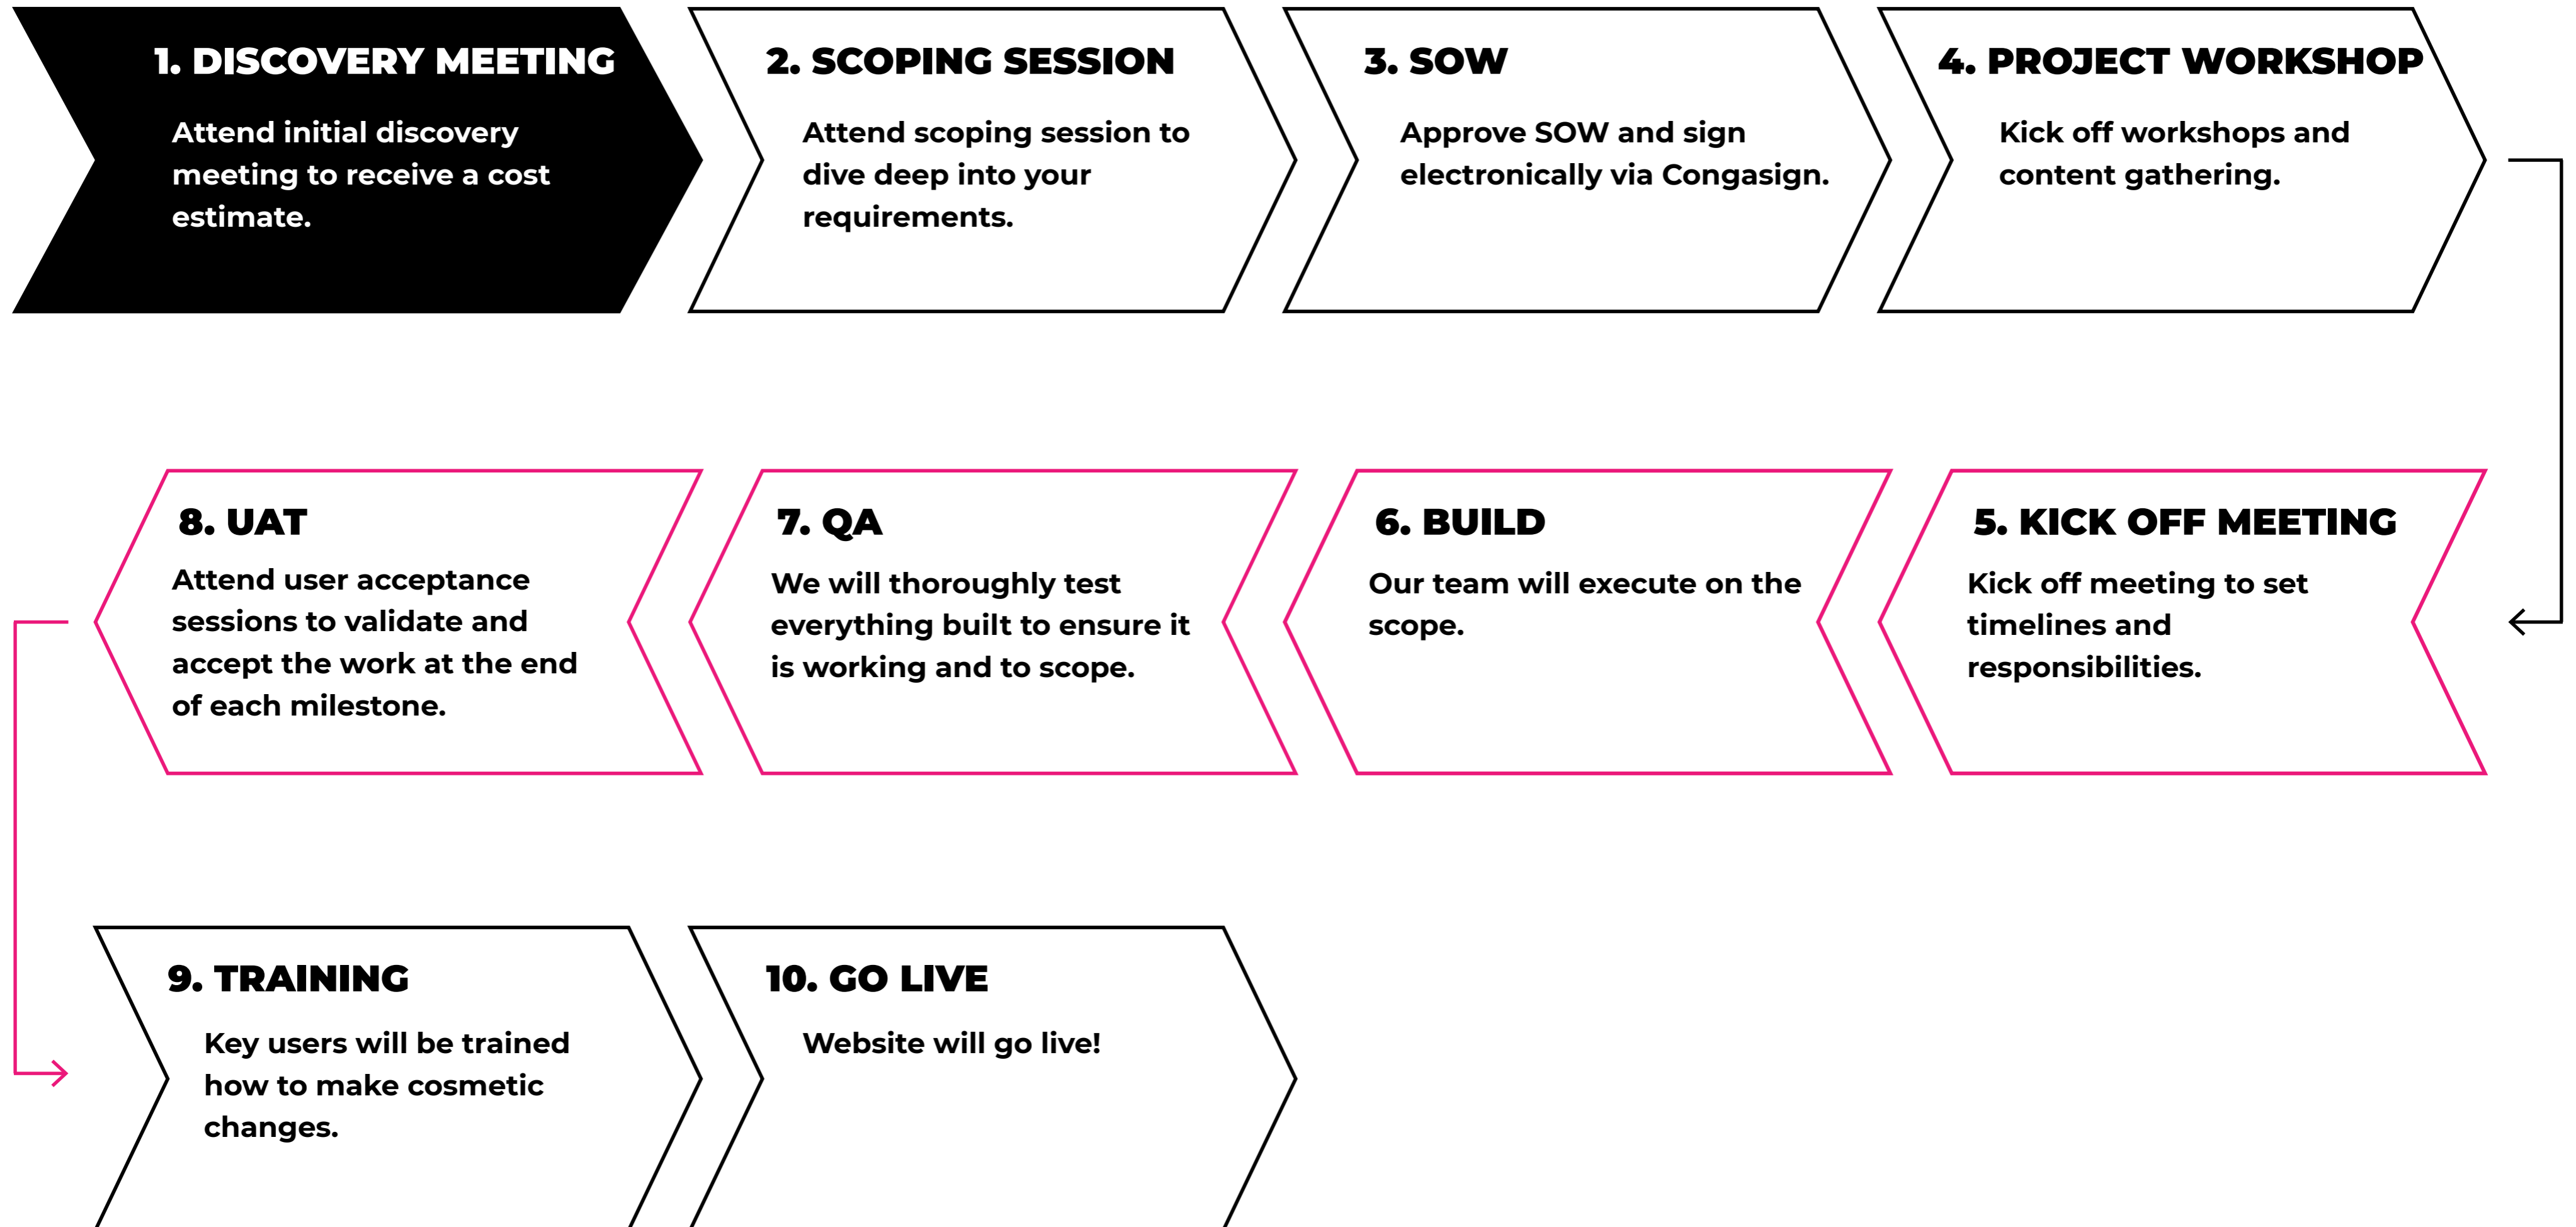 1. DISCOVERY MEETING
Attend initial discovery
meeting to receive a cost
estimate.
2. SCOPING SESSION
Attend scoping session to
dive deep into your
requirements.
3. SOW
Approve SOW and sign
electronically via Congasign.
4. PROJECT WORKSHOP
Kick off workshops and
content gathering.
5. KICK OFF MEETING
Kick off meeting to set
timelines and
responsibilities.
6. BUILD
Our team will execute on the
scope.
7. QA
We will thoroughly test
everything built to ensure it
is working and to scope.
8. UAT
Attend user acceptance
sessions to validate and
accept the work at the end
of each milestone.
9. TRAINING
Key users will be trained
how to make cosmetic
changes.
10. GO LIVE
Website will go live!